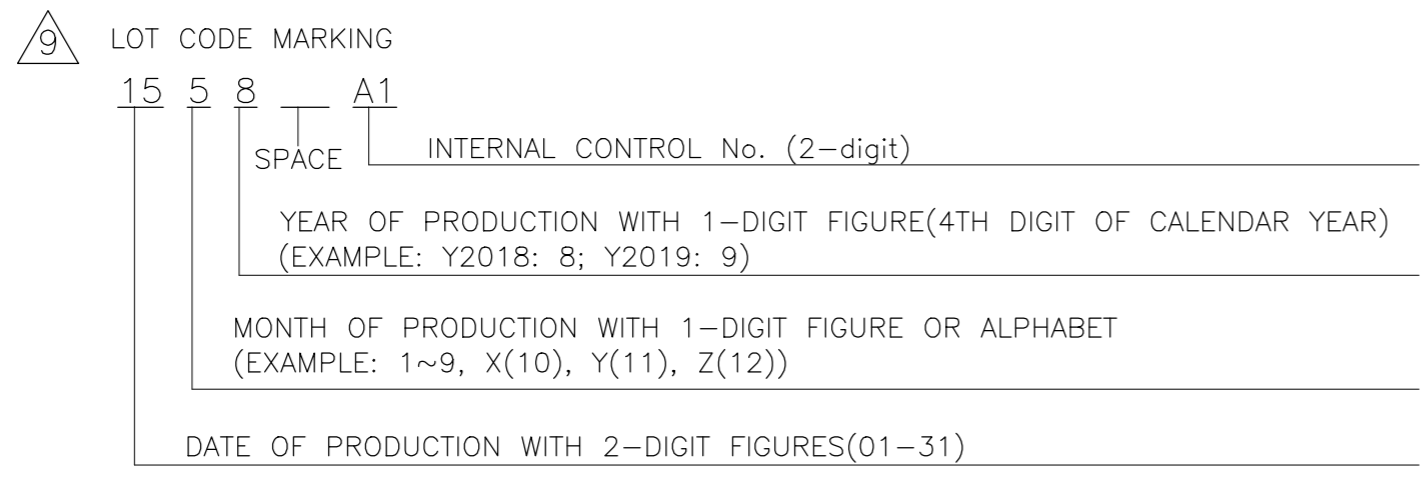 9 LOT CODE MARKING
15 5 8 __ A1
SPACE INTERNAL CONTROL No. (2-digit)
YEAR OF PRODUCTION WITH 1-DIGIT FIGURE(4TH DIGIT OF CALENDAR YEAR)
(EXAMPLE: Y2018: 8; Y2019: 9)
MONTH OF PRODUCTION WITH 1-DIGIT FIGURE OR ALPHABET
(EXAMPLE: 1~9, X(10), Y(11), Z(12))
DATE OF PRODUCTION WITH 2-DIGIT FIGURES(01-31)